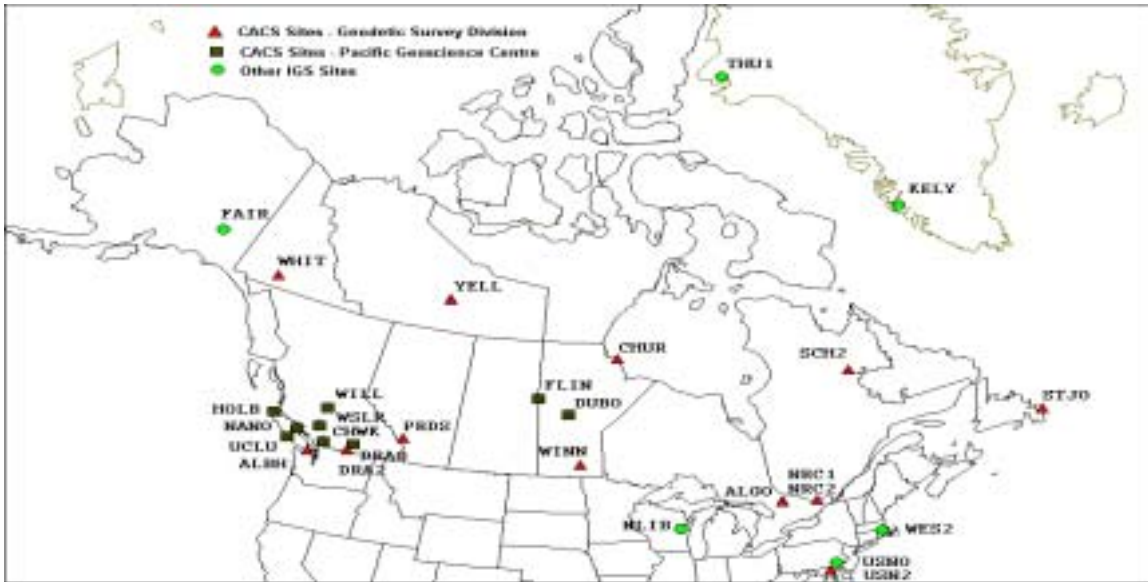 CACS Sites - Geodetic Survey Division
CACS Sites - Pacific Geoscience Centre
Other IGS Sites
THU1
KELY
FAIR
WHIT
YELL
CHUR
SCH2
STJO
FLIN
DUBO
WILL
HOLB
WSLR
NANO
CHWK
PRDS
UCLU
DRAO
ALBH
DRA2
WINN
NRC1
ALGO
NRC2
NLIB
WES2
USNO
USN2